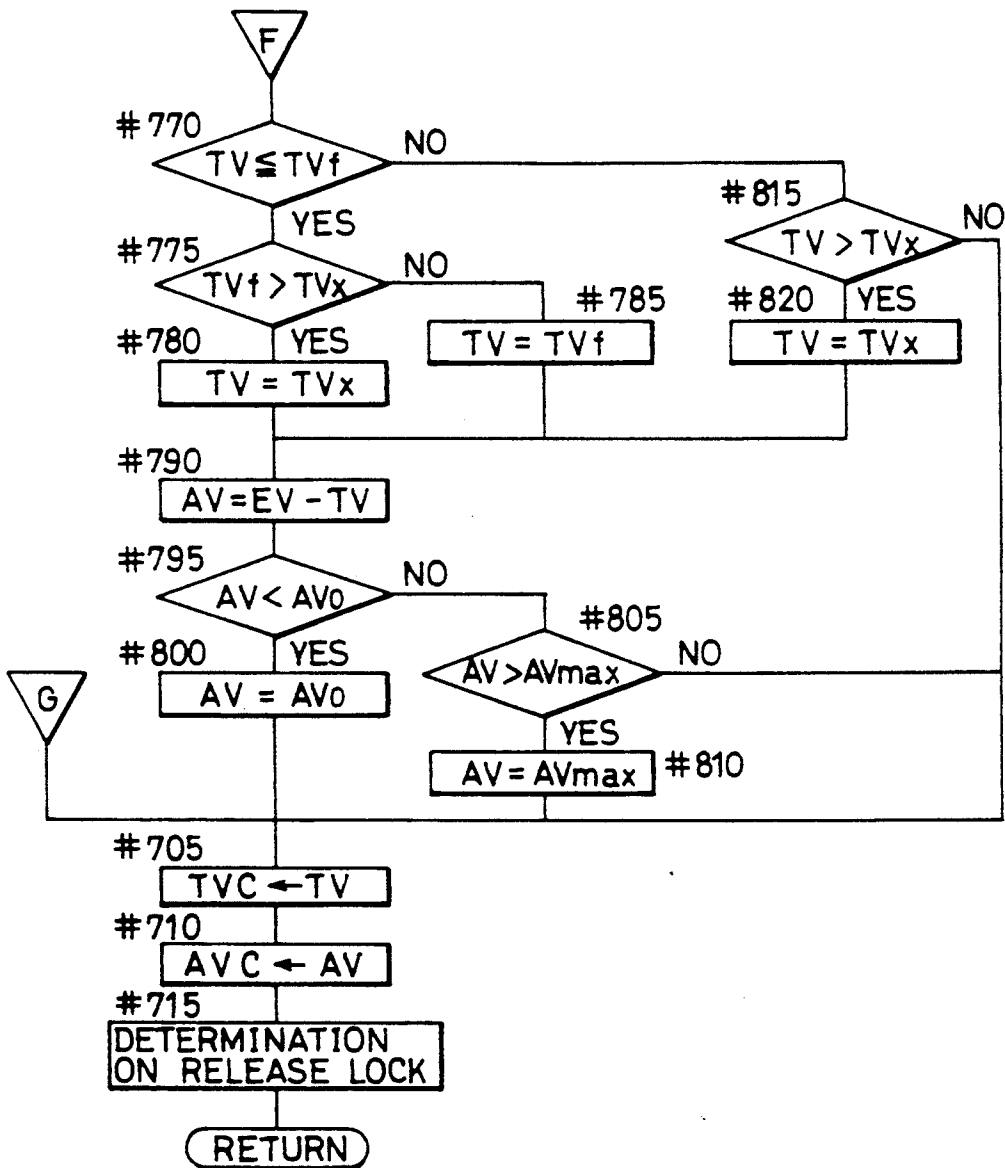 F
#770
TV≦TVf
NO
YES
#815
TV>TVx
NO
YES
#775
TVf>TVx
NO
YES
#785
TV=TVf
#820
TV=TVx
#780
TV=TVx
#790
AV=EV-TV
#795
AV<AVo
NO
YES
#805
AV>AVmax
NO
YES
#800
AV=AVo
G
AV=AVmax
#810
#705
TVC←TV
#710
AVC←AV
#715
DETERMINATION
ON RELEASE LOCK
RETURN